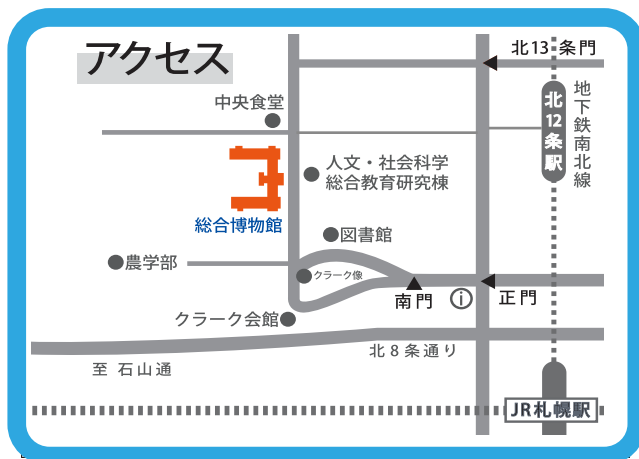 アクセス
北13条門
中央食堂
北12条駅
地下鉄南北線
人文・社会科学
総合教育研究棟
総合博物館
図書館
農学部
クラーク像
南門
i
正門
クラーク会館
北8条通り
至 石山通
JR札幌駅